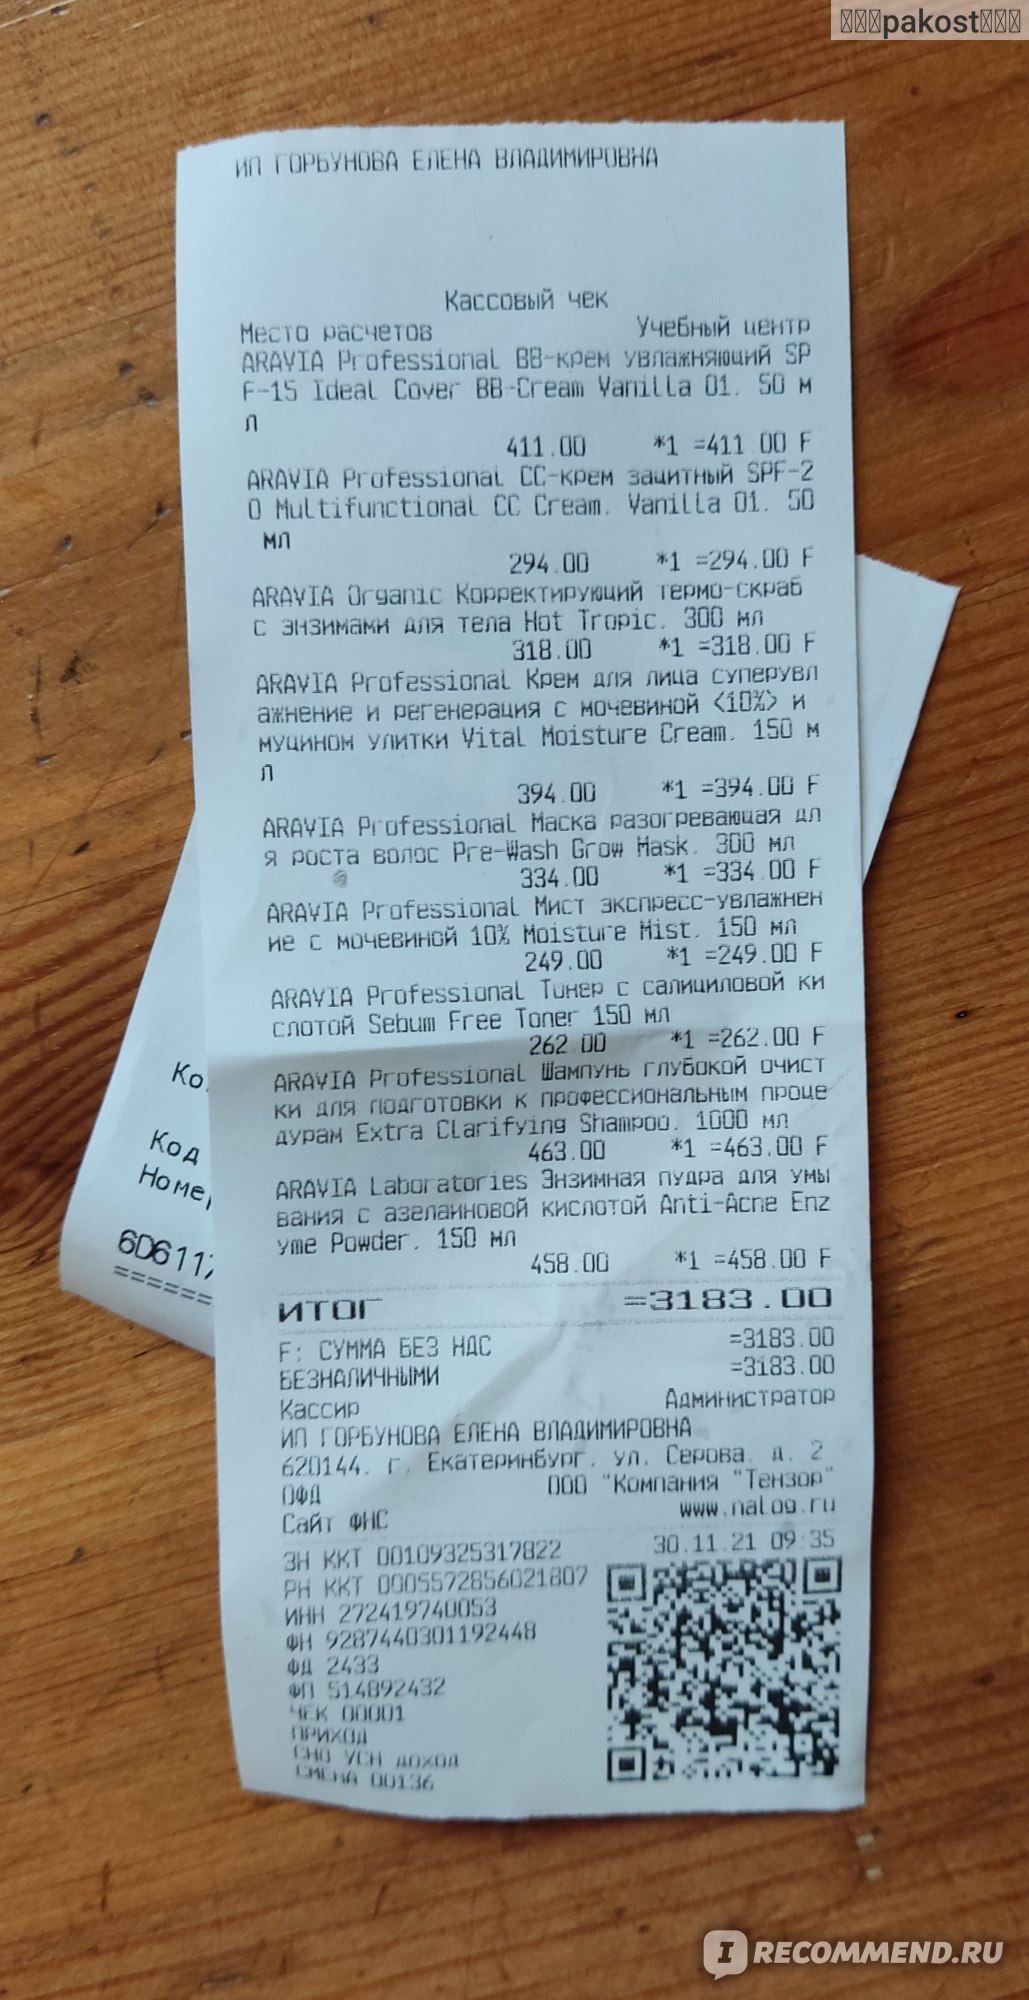 pakost
ИП ГОРБУНОВА ЕЛЕНА ВЛАДИМИРОВНА
Кассовый чек
Место расчетов Учебный центр
ARAVIA Professional BB-крем увлажняющий SP
F-15 Ideal Cover BB-Cream Vanilla 01. 50 м
л
411.00 *1 =411 00 F
ARAVIA Professional CC-крем защитный SPF-2
0 Multifunctional CC Cream. Vanilla 01. 50
мл
294.00 *1 =294.00 F
ARAVIA Organic Корректирующий термо-скраб
с энзимами для тела Hot Tropic. 300 мл
318.00 *1 =318.00 F
ARAVIA Professional Крем для лица суперувл
ажнение и регенерация с мочевиной <10%> и
муцином улитки Vital Moisture Cream. 150 м
л
394.00 *1 =394.00 F
ARAVIA Professional Маска разогревающая дл
я роста волос Pre-Wash Grow Mask. 300 мл
334.00 *1 =334.00 F
ARAVIA Professional Мист экспресс-увлажнен
ие с мочевиной 10% Moisture Mist. 150 мл
249.00 *1 =249.00 F
ARAVIA Professional Тонер с салициловой ки
слотой Sebum Free Toner 150 мл
262 00 *1 =262.00 F
ARAVIA Professional Шампунь глубокой очист
ки для подготовки к профессиональным проце
дурам Extra Clarifying Shampoo. 1000 мл
463.00 *1 =463.00 F
ARAVIA Laboratories Энзимная пудра для умы
вания с азелаиновой кислотой Anti-Acne Enz
yme Powder. 150 мл
458.00 *1 =458.00 F
ИТОГ =3183.00
F: СУММА БЕЗ НДС =3183.00
БЕЗНАЛИЧНЫМИ =3183.00
Кассир Администратор
ИП ГОРБУНОВА ЕЛЕНА ВЛАДИМИРОВНА
620144. г. Екатеринбург. ул. Серова. д. 2
ОФД ООО "Компания "Тензор"
Сайт ФНС www.nalog.ru
ЗН ККТ 00109325317822 30.11.21 09:35
РН ККТ 0005572856021807
ИНН 272419740053
ФН 9287440301192448
ФД 2433
ФП 514892432
ЧЕК 00001
ПРИХОД
СНО УСН ДОХОД
СМЕНА 00136
Ко
Код
Номер
6D6117
=======
I RECOMMEND.RU